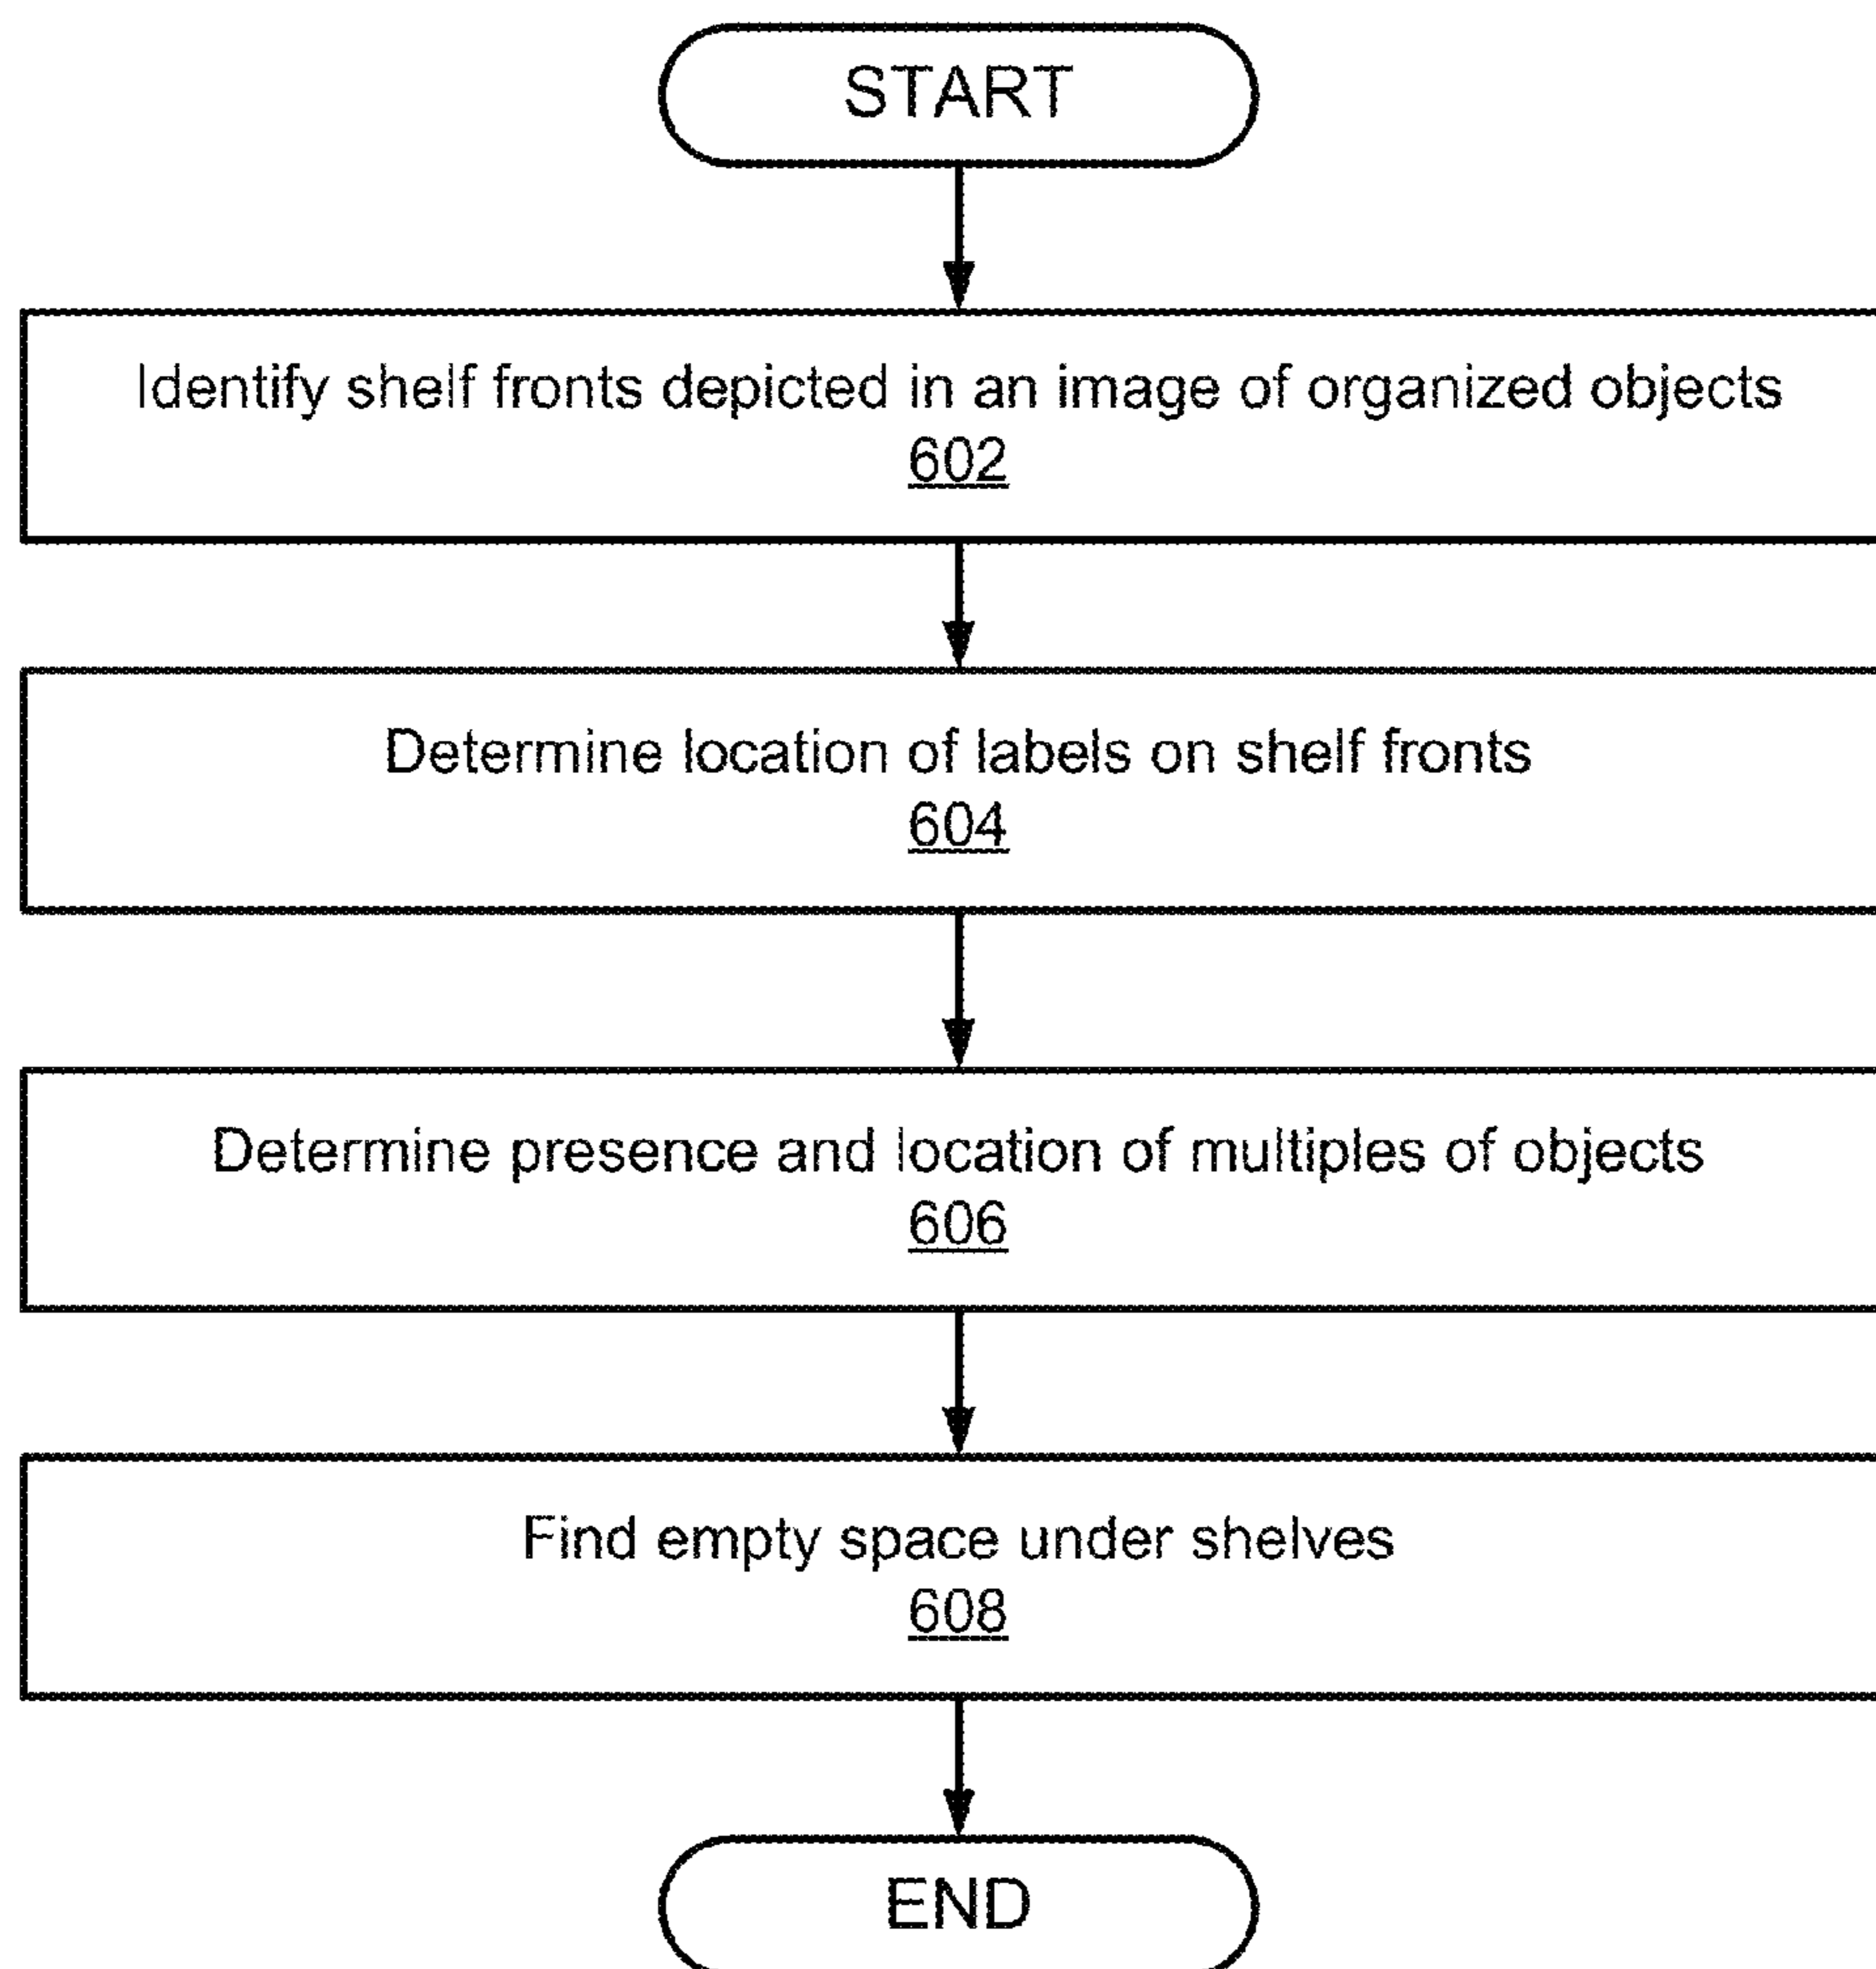 START
Identify shelf fronts depicted in an image of organized objects
602
Determine location of labels on shelf fronts
604
Determine presence and location of multiples of objects
606
Find empty space under shelves
608
END